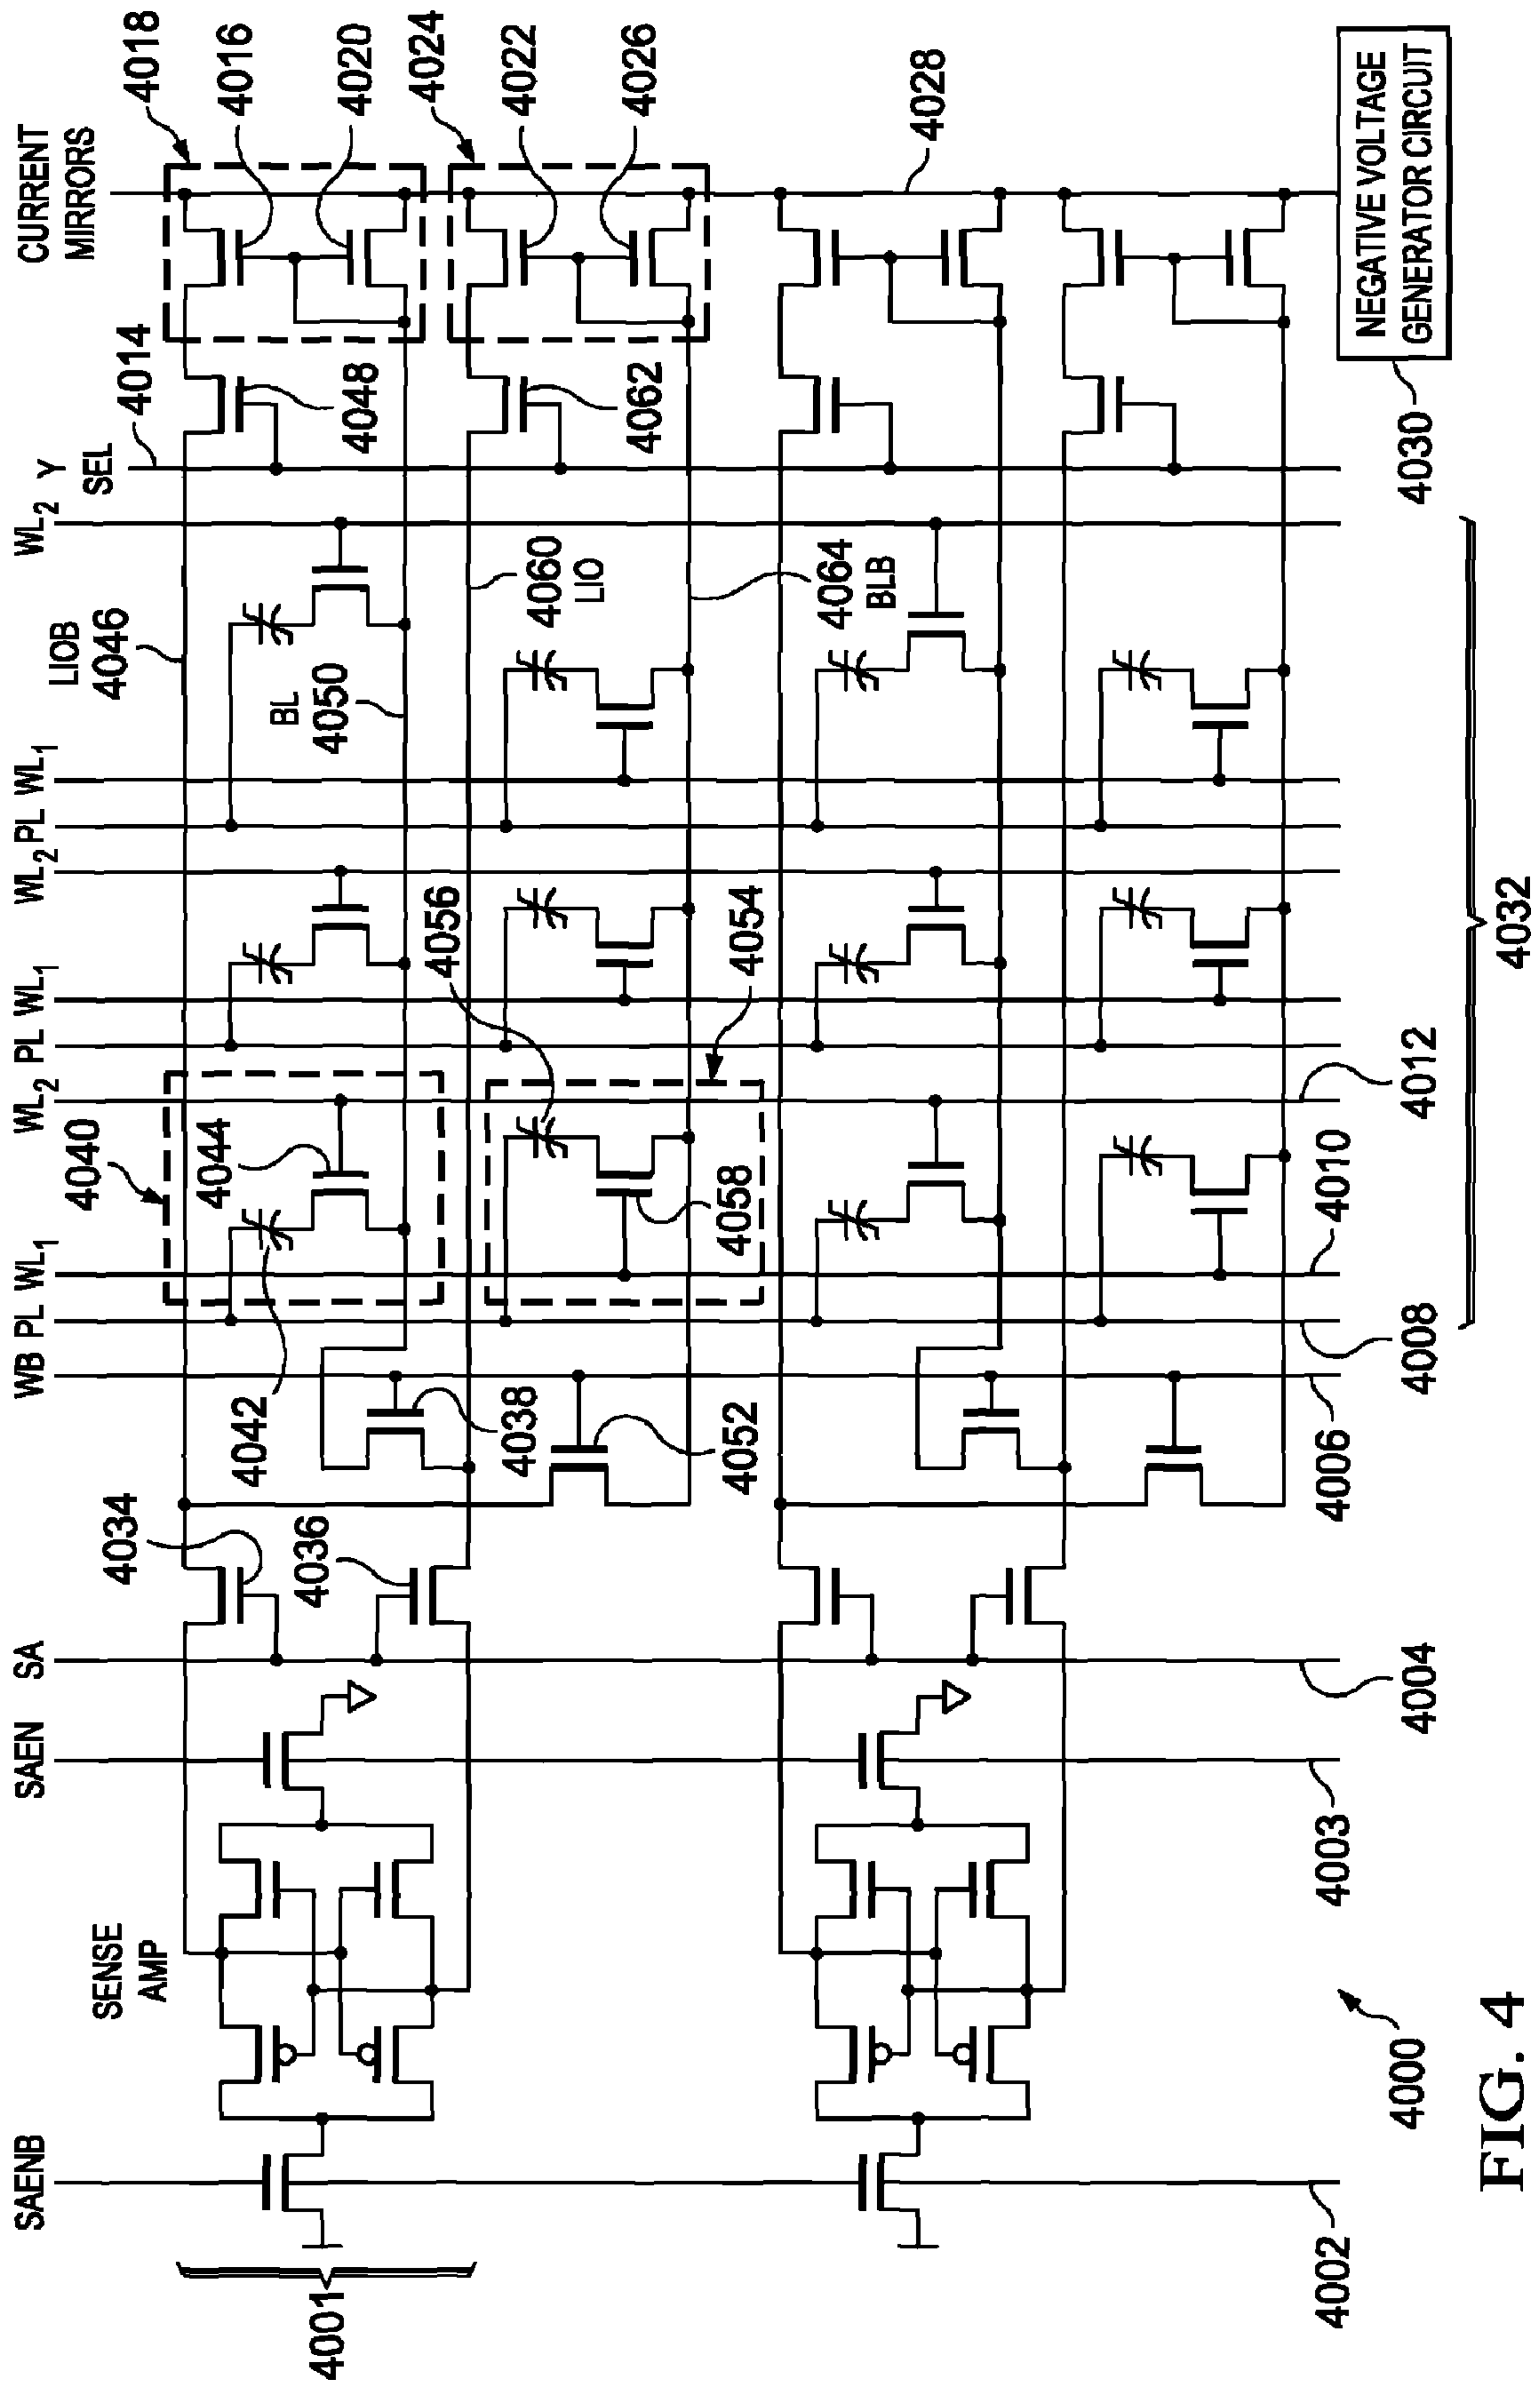 CURRENT
MIRRORS
4018
4016
4020
4024
4022
4026
4028
NEGATIVE VOLTAGE
GENERATOR CIRCUIT
4030
4014
Y
SEL
4048
4062
WL2
LIOB
4046
BL
4050
4060
LIO
4064
BLB
WL1
PL
WL2
WL1
PL
WL2
4056
4054
4032
4040
4044
4058
4012
4010
WL1
PL
WB
4042
4038
4052
4008
4006
4034
4036
SA
4004
SAEN
4003
SENSE
AMP
SAENB
4001
4002
4000
FIG. 4